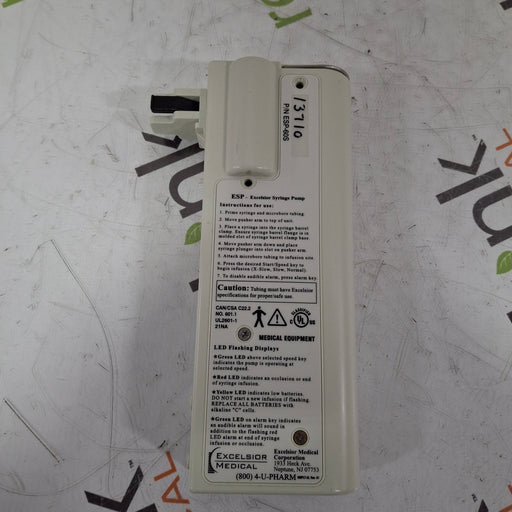 13710
P/N ESP-60S
ESP - Excelsior Syringe Pump
Instructions for use:
1. Prime syringe and microbore tubing.
2. Move pusher arm to top of unit.
3. Place a syringe into the syringe barrel
clamp. Ensure syringe barrel flange is in
molded slot of syringe barrel clamp base.
4. Move pusher arm down and place
syringe plunger into slot on pusher arm.
5. Attach microbore tubing to infusion site.
6. Press the desired Start/Speed key to
begin infusion (X-Slow, Slow, Normal).
7. To disable audible alarm, press alarm key.
Caution: Tubing must have Excelsior
specifications for proper/safe use.
CAN/CSA C22.2
NO. 601.1
UL2601-1
21NA
CLASSIFIED
C UL US
MEDICAL EQUIPMENT
LED Flashing Displays
*Green LED above selected speed key
indicates the pump is operating at
selected speed.
*Red LED indicates an occlusion or end
of syringe infusion.
*Yellow LED indicates low batteries.
DO NOT start a new infusion if flashing.
REPLACE ALL BATTERIES with
alkaline "C" cells.
*Green LED on alarm key indicates
an audible alarm will sound in
addition to the flashing red
LED alarm at end of syringe
infusion or occlusion.
EXCELSIOR
MEDICAL
Excelsior Medical
Corporation
1933 Heck Ave.
Neptune, NJ 07753
(800) 4-U-PHARM